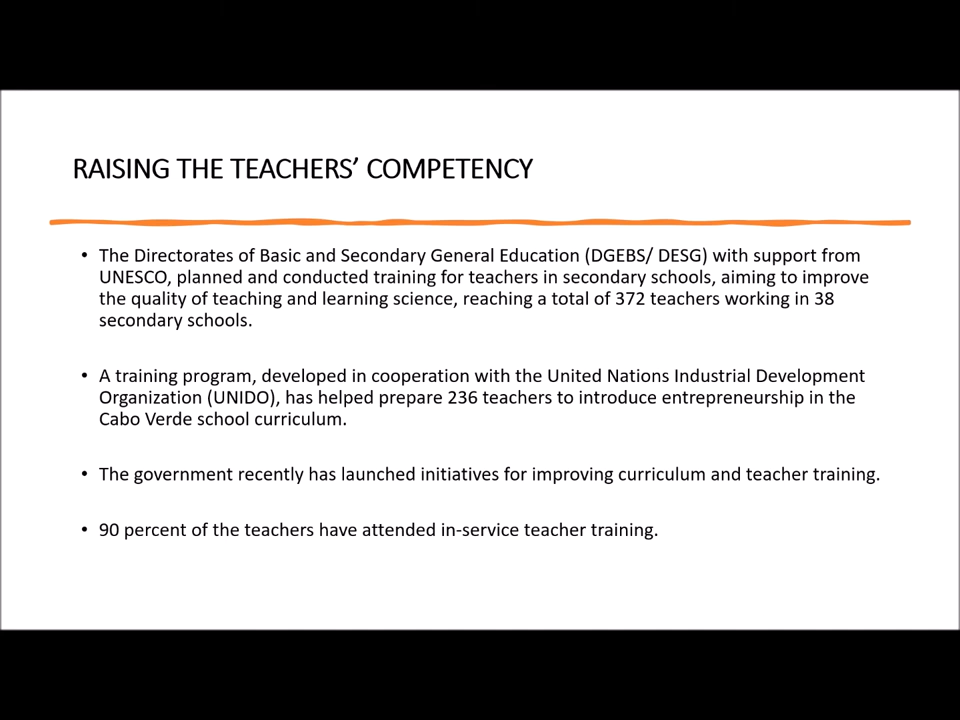 RAISING THE TEACHERS’ COMPETENCY
• The Directorates of Basic and Secondary General Education (DGEBS/ DESG) with support from
UNESCO, planned and conducted training for teachers in secondary schools, aiming to improve
the quality of teaching and learning science, reaching a total of 372 teachers working in 38
secondary schools.
• A training program, developed in cooperation with the United Nations Industrial Development
Organization (UNIDO), has helped prepare 236 teachers to introduce entrepreneurship in the
Cabo Verde school curriculum.
• The government recently has launched initiatives for improving curriculum and teacher training.
• 90 percent of the teachers have attended in-service teacher training.